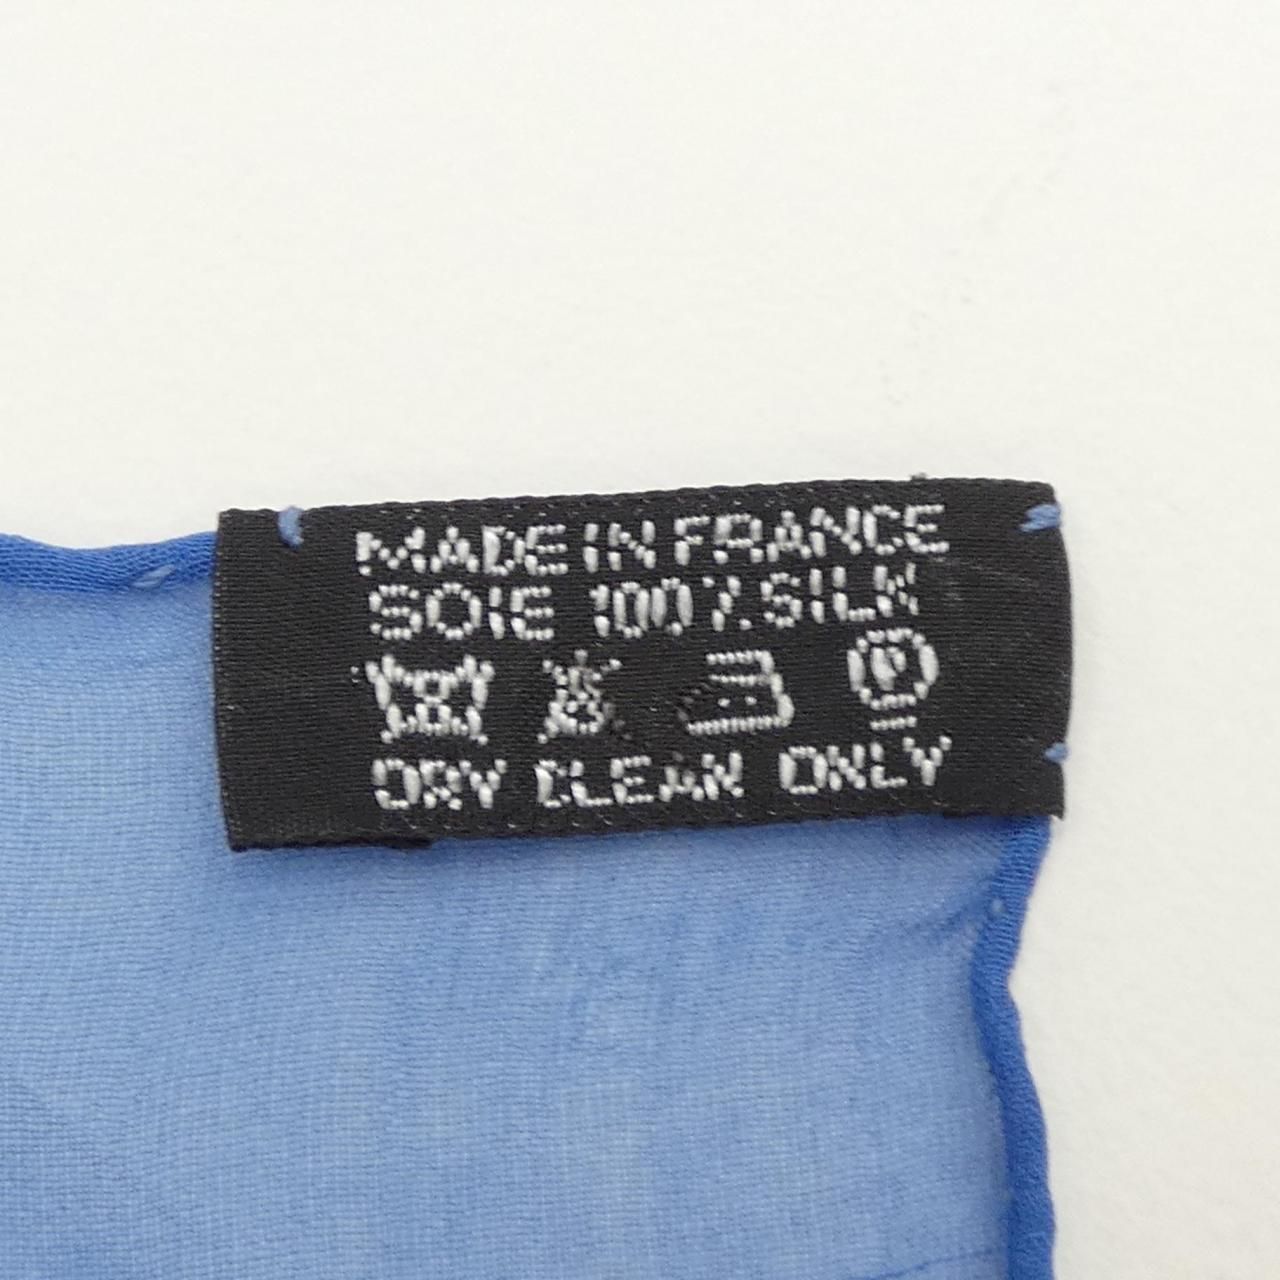 MADE IN FRANCE
SOIE 100% SILK
P
DRY CLEAN ONLY